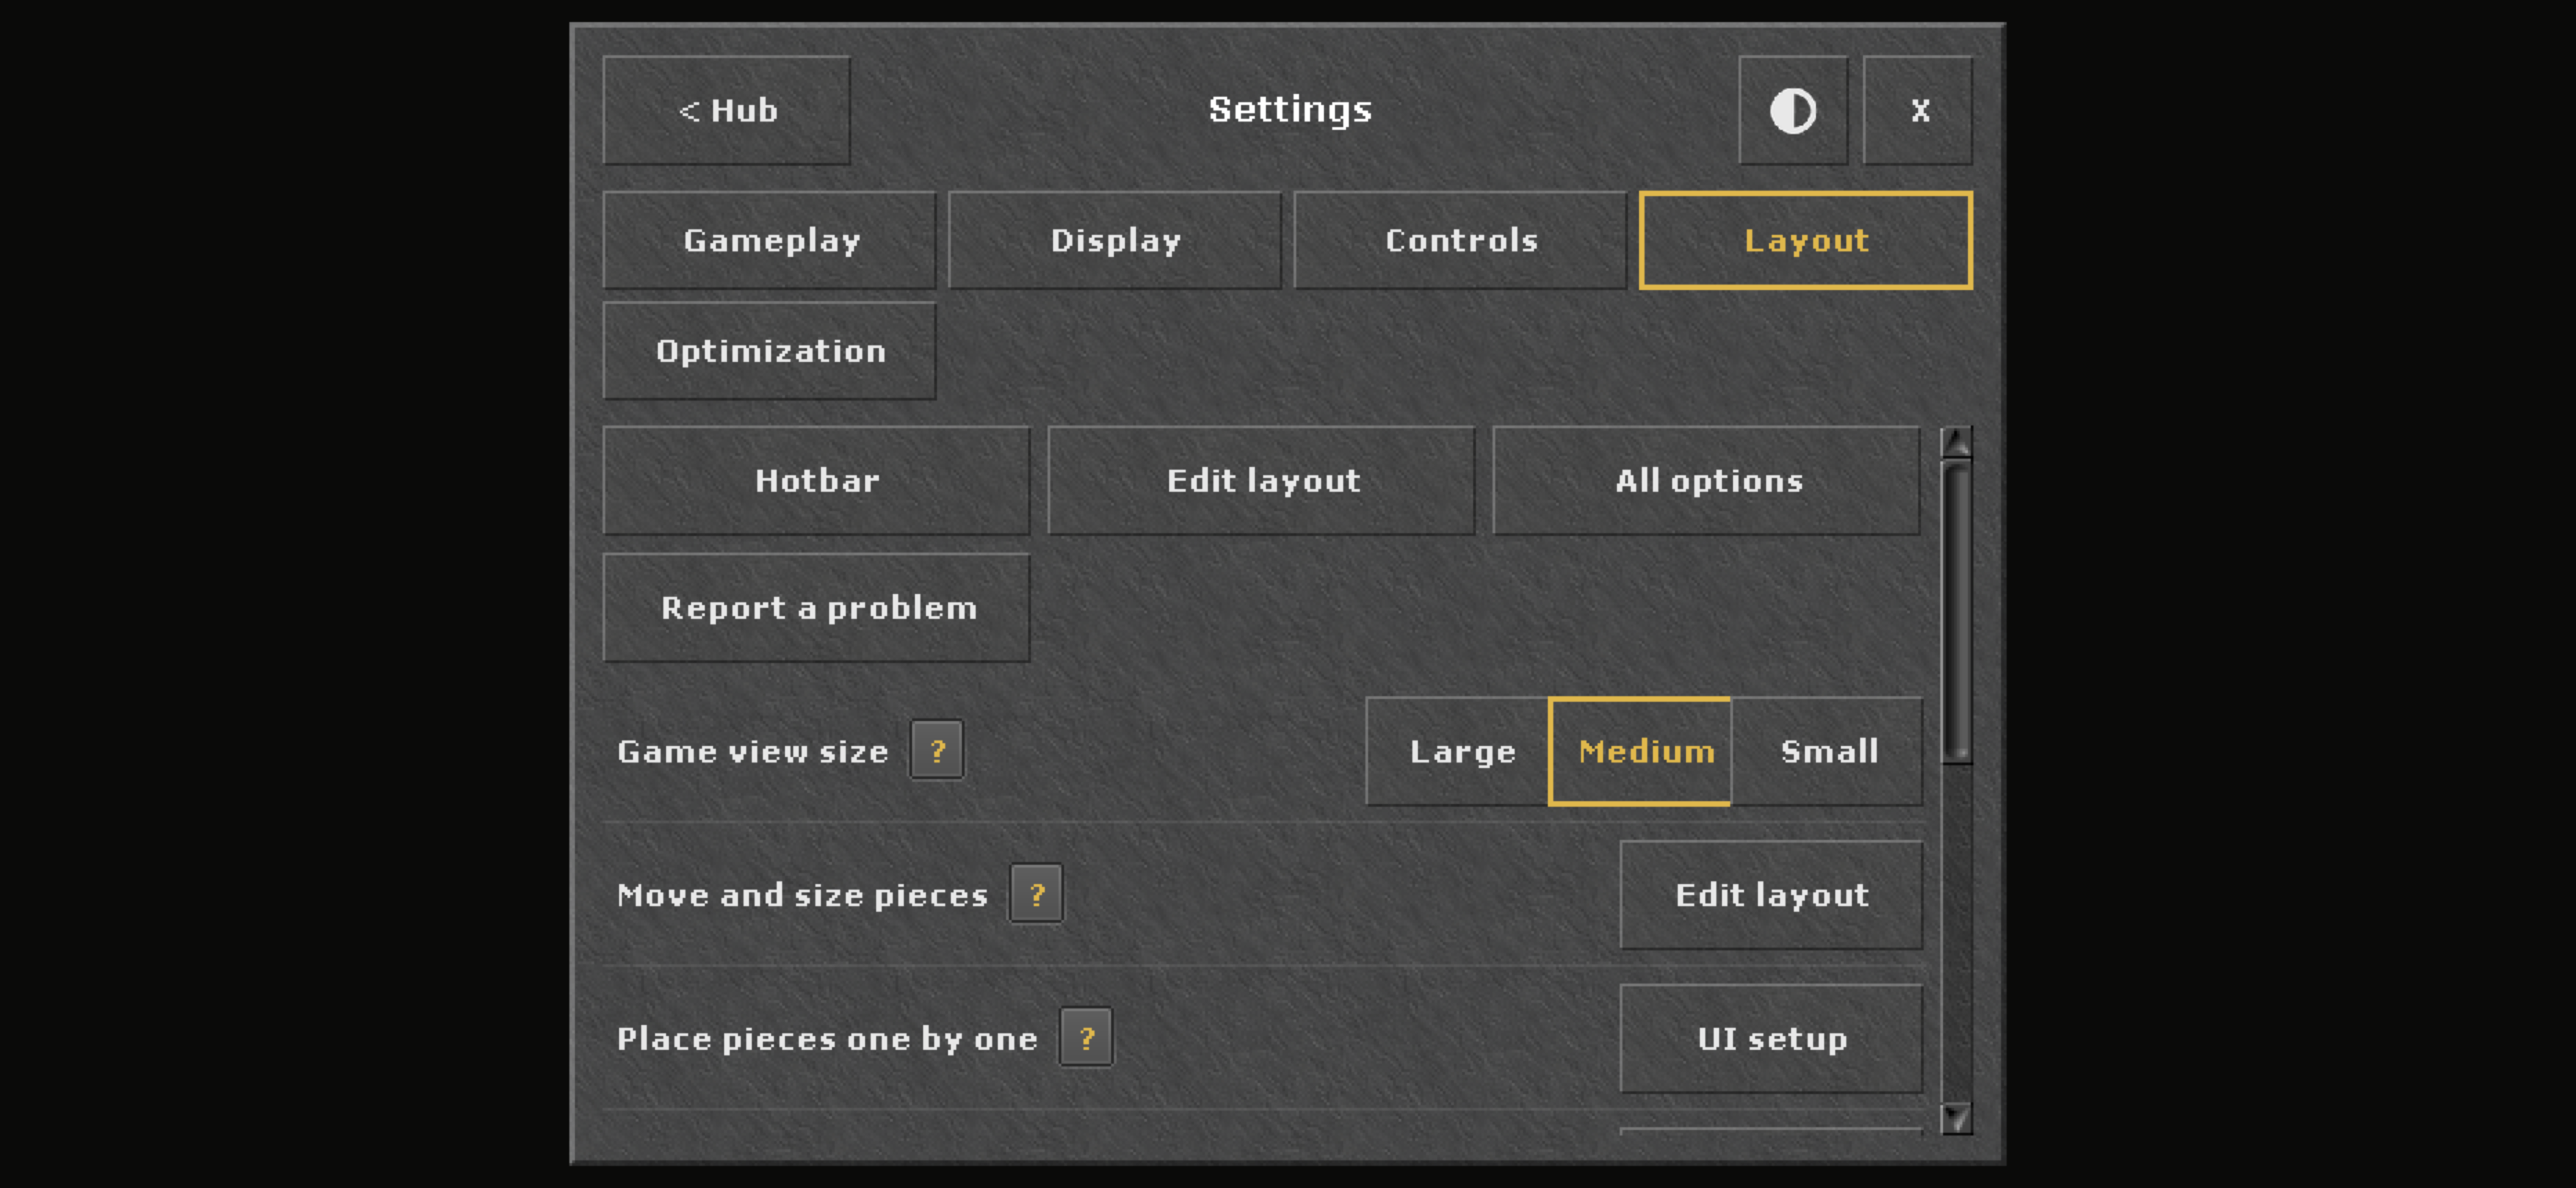 < Hub
Settings
X
Gameplay
Display
Controls
Layout
Optimization
Hotbar
Edit layout
All options
Report a problem
Game view size ?
Large
Medium
Small
Move and size pieces ?
Edit layout
Place pieces one by one ?
UI setup